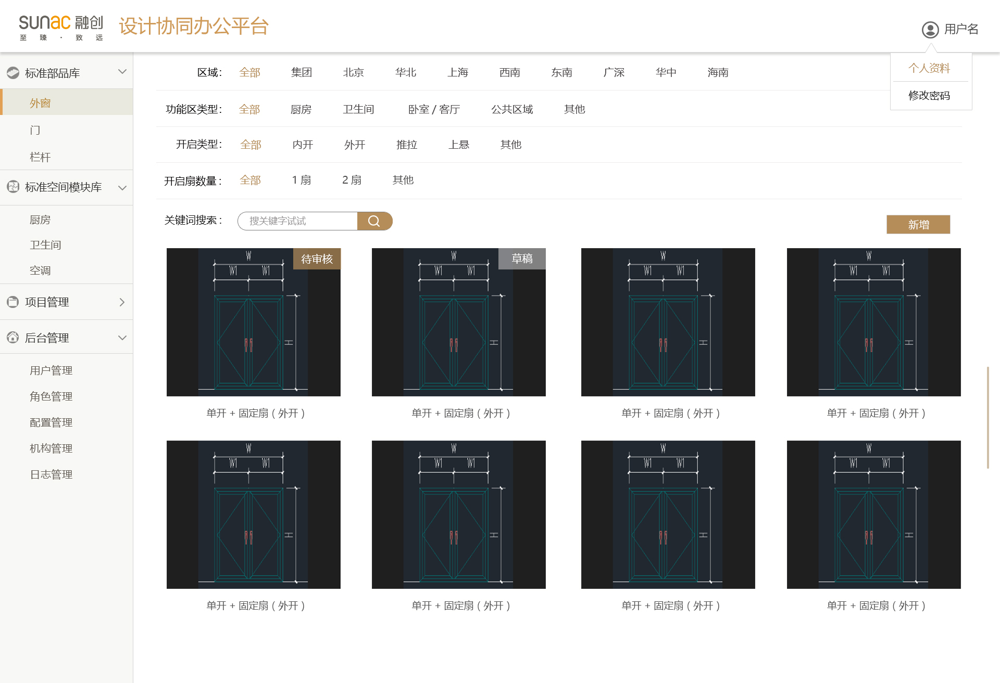 sunac 融创
至 臻 · 致 远
设计协同办公平台
用户名
个人资料
修改密码
标准部品库
外窗
门
栏杆
标准空间模块库
厨房
卫生间
空调
项目管理
后台管理
用户管理
角色管理
配置管理
机构管理
日志管理
区域： 全部 集团 北京 华北 上海 西南 东南 广深 华中 海南
功能区类型： 全部 厨房 卫生间 卧室 / 客厅 公共区域 其他
开启类型： 全部 内开 外开 推拉 上悬 其他
开启扇数量： 全部 1 扇 2 扇 其他
关键词搜索： 搜关键字试试
新增
待审核 草稿
W W W W
W1 W1 W1 W1 W1 W1 W1 W1
H H H H
单开 + 固定扇 ( 外开 ) 单开 + 固定扇 ( 外开 ) 单开 + 固定扇 ( 外开 ) 单开 + 固定扇 ( 外开 )
W W W W
W1 W1 W1 W1 W1 W1 W1 W1
H H H H
单开 + 固定扇 ( 外开 ) 单开 + 固定扇 ( 外开 ) 单开 + 固定扇 ( 外开 ) 单开 + 固定扇 ( 外开 )